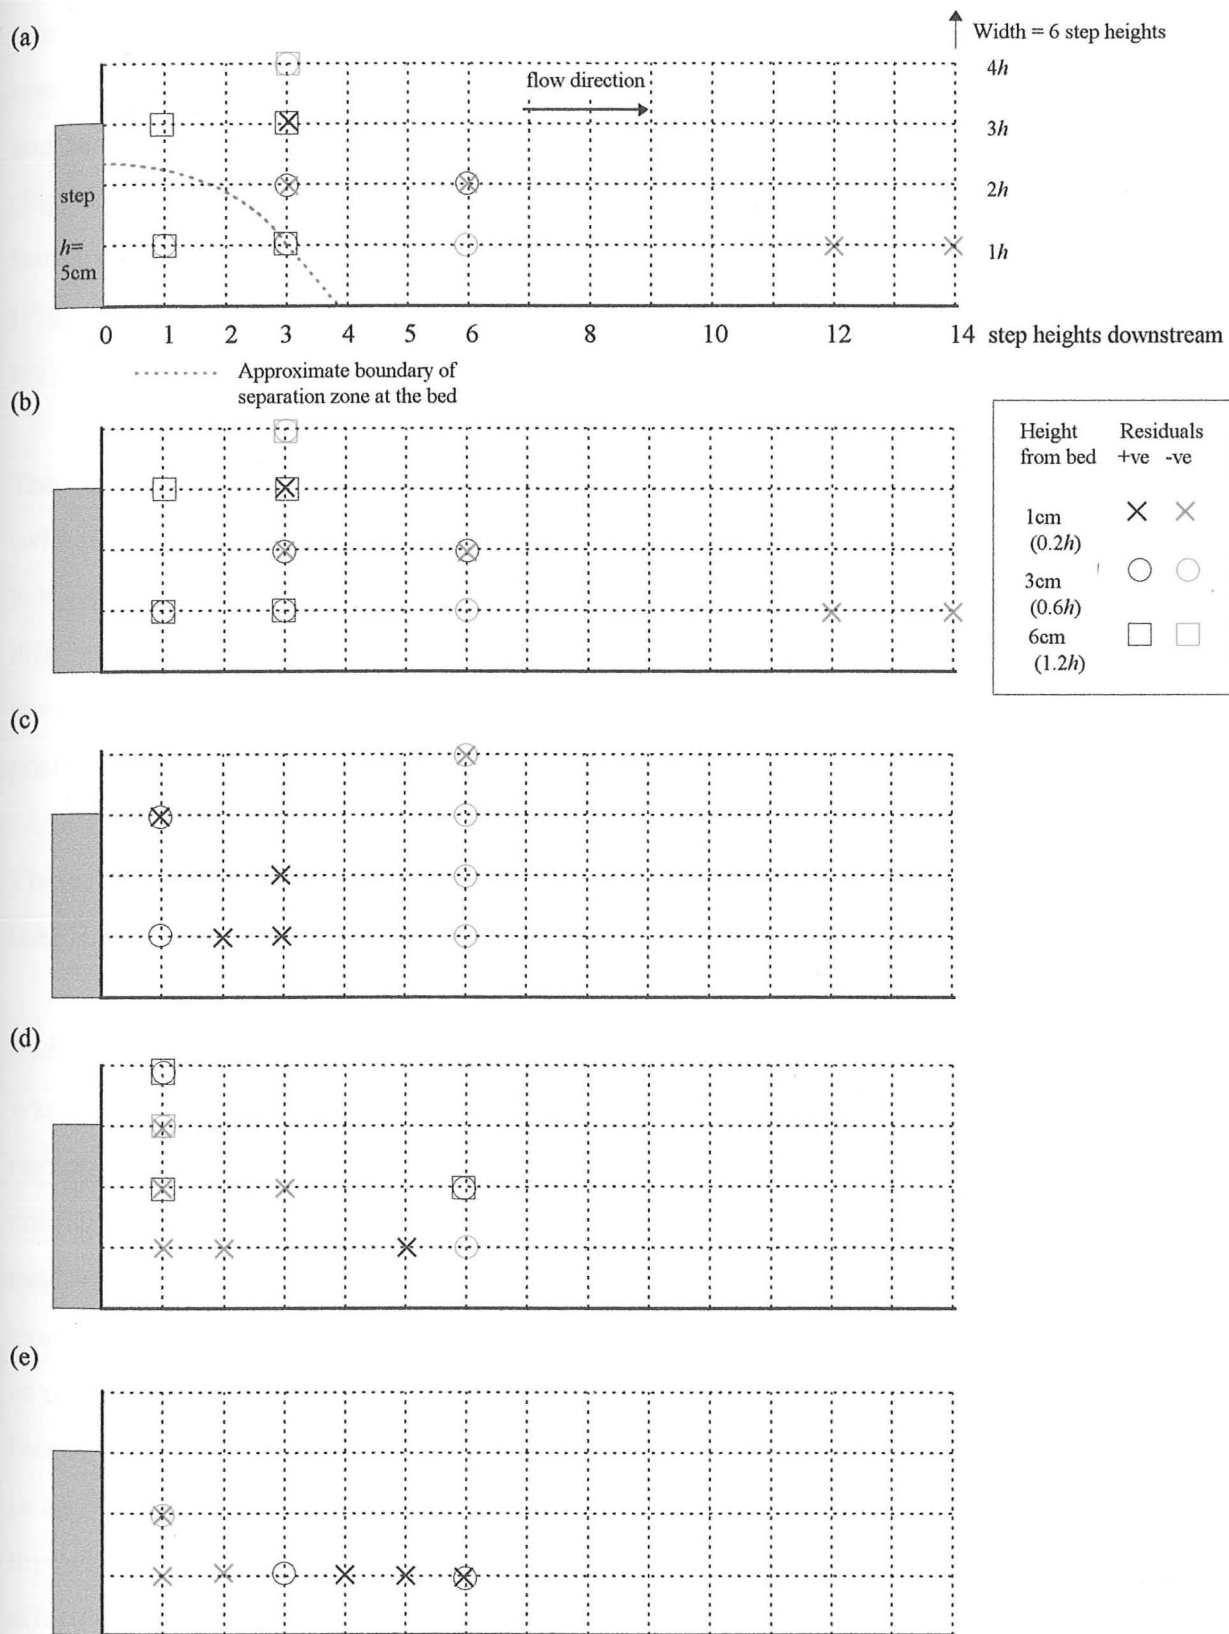 (a)
Width = 6 step heights
4h
flow direction
3h
step
2h
h=
5cm
1h
0 1 2 3 4 5 6 8 10 12 14 step heights downstream
Approximate boundary of
separation zone at the bed
(b)
Height Residuals
from bed +ve -ve
1cm
(0.2h)
3cm
(0.6h)
6cm
(1.2h)
(c)
(d)
(e)